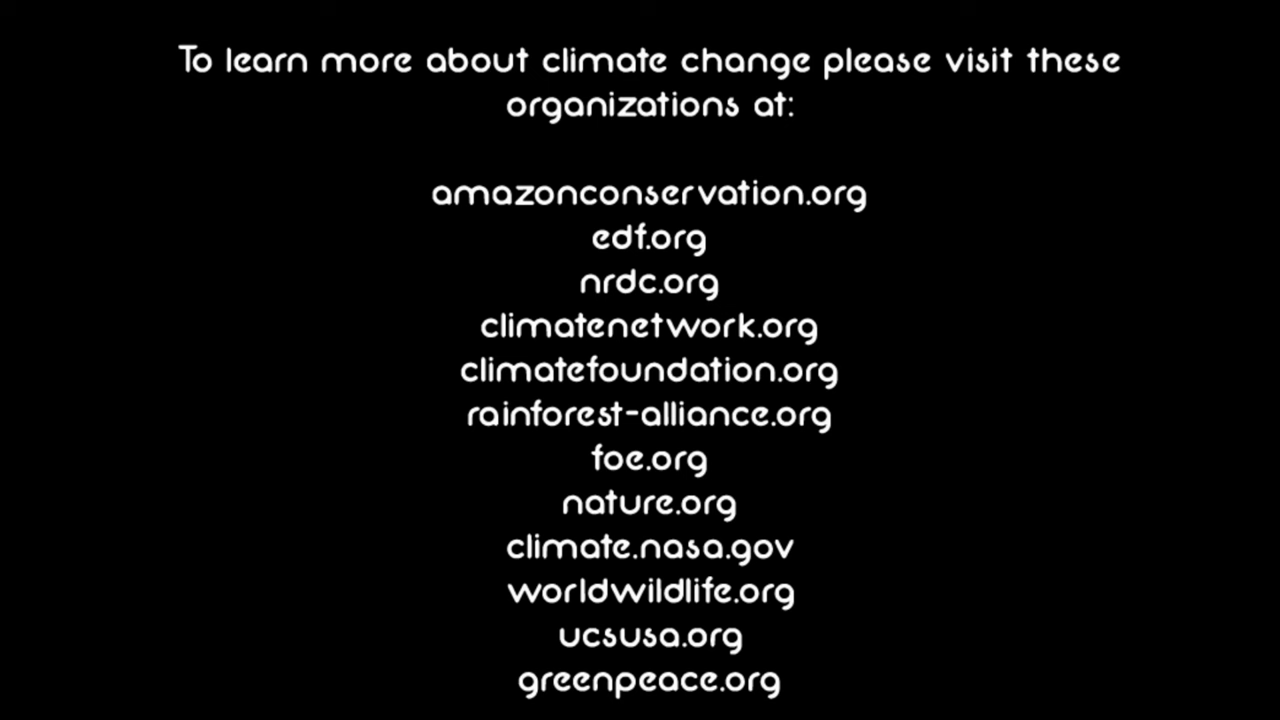 To learn more about climate change please visit these
organizations at:
amazonconservation.org
edf.org
nrdc.org
climatenetwork.org
climatefoundation.org
rainforest-alliance.org
foe.org
nature.org
climate.nasa.gov
worldwildlife.org
ucsusa.org
greenpeace.org